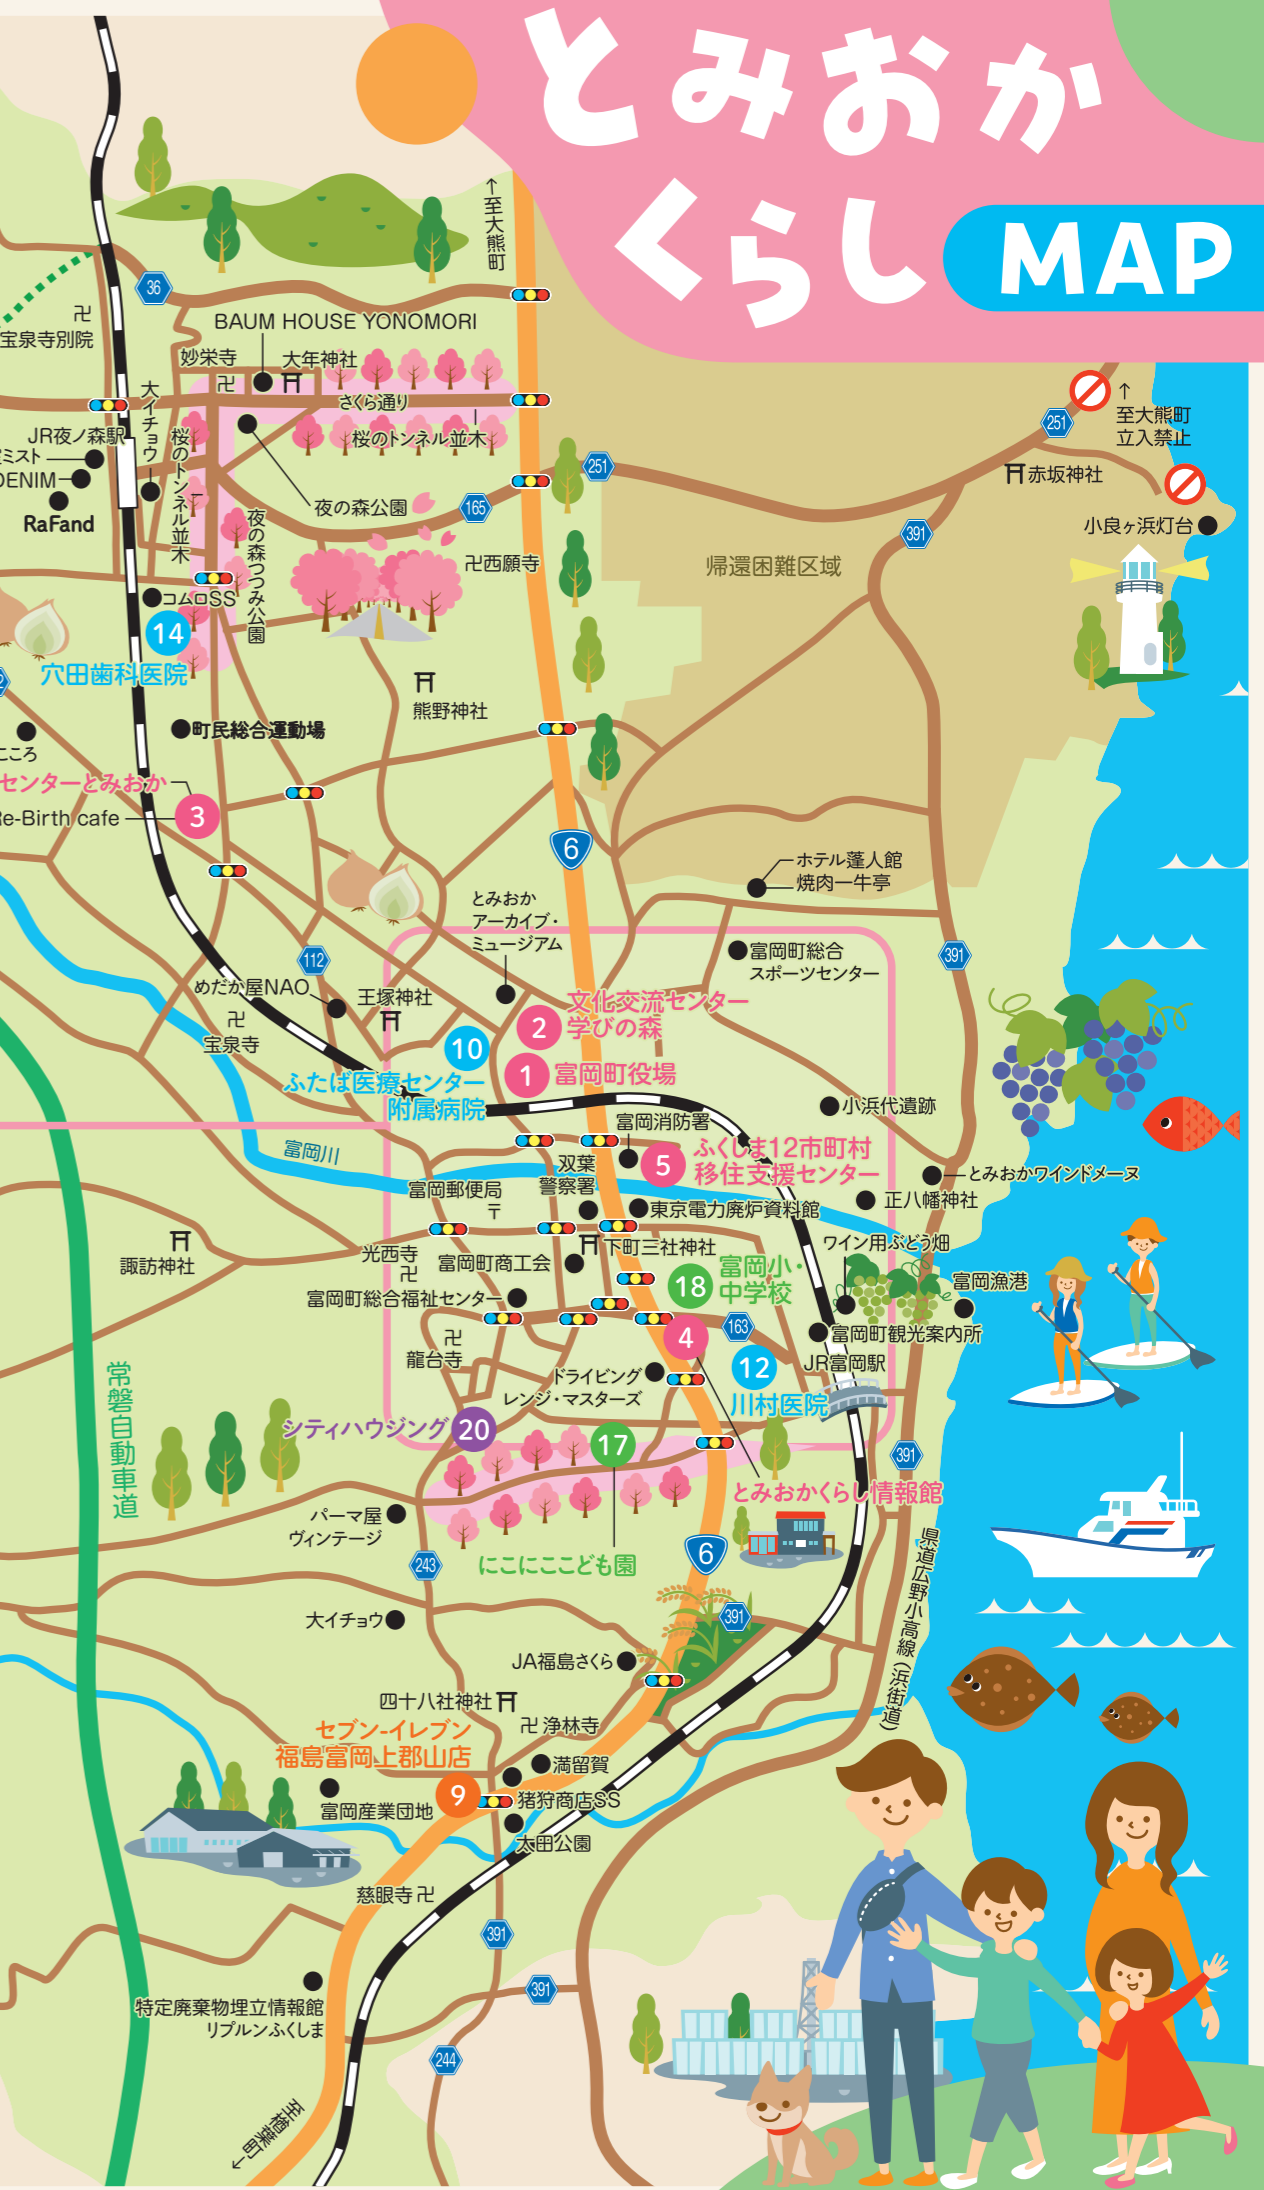 とみおか
くらし
MAP
↑至大熊町
36
卍
宝泉寺別院
BAUM HOUSE YONOMORI
妙栄寺
卍
大年神社
さくら通り
桜のトンネル並木
大イチョウ
JR夜ノ森駅
ミスト
DENIM
RaFand
桜のトンネル並木
夜の森公園
165
251
251
↑
至大熊町
立入禁止
赤坂神社
小良ヶ浜灯台
391
帰還困難区域
夜の森つつみ公園
卍西願寺
コムロSS
14
穴田歯科医院
熊野神社
町民総合運動場
こころ
センターとみおか
Re-Birth cafe
3
6
ホテル蓬人館
焼肉一牛亭
とみおか
アーカイブ・
ミュージアム
富岡町総合
スポーツセンター
391
112
めだか屋NAO
王塚神社
卍
宝泉寺
2
文化交流センター
学びの森
10
ふたば医療センター
附属病院
1
富岡町役場
小浜代遺跡
富岡消防署
富岡川
5
ふくしま12市町村
移住支援センター
双葉
警察署
富岡郵便局
〒
とみおかワインドメーヌ
正八幡神社
東京電力廃炉資料館
諏訪神社
光西寺
卍
下町三社神社
富岡町商工会
ワイン用ぶどう畑
18
富岡小・
中学校
富岡漁港
富岡町総合福祉センター
163
4
富岡町観光案内所
卍
龍台寺
12
川村医院
JR富岡駅
ドライビング
レンジ・マスターズ
常磐自動車道
シティハウジング
20
17
391
とみおかくらし情報館
パーマ屋
ヴィンテージ
にこにここども園
243
6
県道広野小高線(浜街道)
大イチョウ
391
JA福島さくら
四十八社神社
卍浄林寺
セブン-イレブン
福島富岡上郡山店
満留賀
9
猪狩商店SS
富岡産業団地
太田公園
慈眼寺卍
391
391
特定廃棄物埋立情報館
リプルンふくしま
244
至楢葉町→